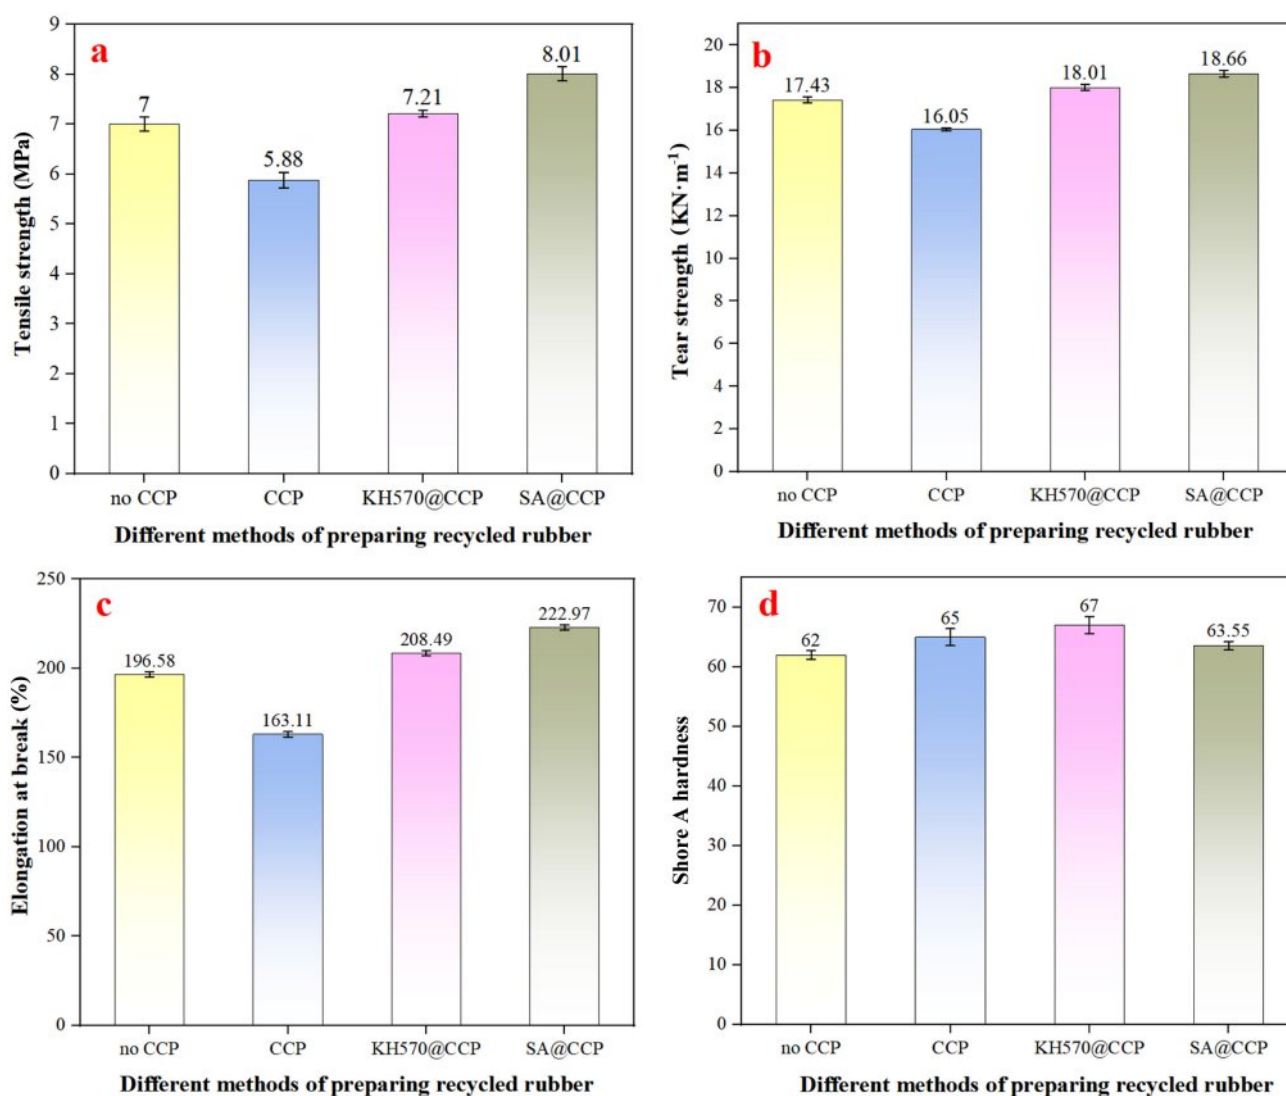 a
Tensile strength (MPa)
9
8
7
6
5
4
3
2
1
0
7
5.88
7.21
8.01
no CCP
CCP
KH570@CCP
SA@CCP
Different methods of preparing recycled rubber
b
Tear strength (KN·m⁻¹)
20
18
16
14
12
10
8
6
4
2
0
17.43
16.05
18.01
18.66
no CCP
CCP
KH570@CCP
SA@CCP
Different methods of preparing recycled rubber
c
Elongation at break (%)
250
200
150
100
50
0
196.58
163.11
208.49
222.97
no CCP
CCP
KH570@CCP
SA@CCP
Different methods of preparing recycled rubber
d
Shore A hardness
70
60
50
40
30
20
10
0
62
65
67
63.55
no CCP
CCP
KH570@CCP
SA@CCP
Different methods of preparing recycled rubber